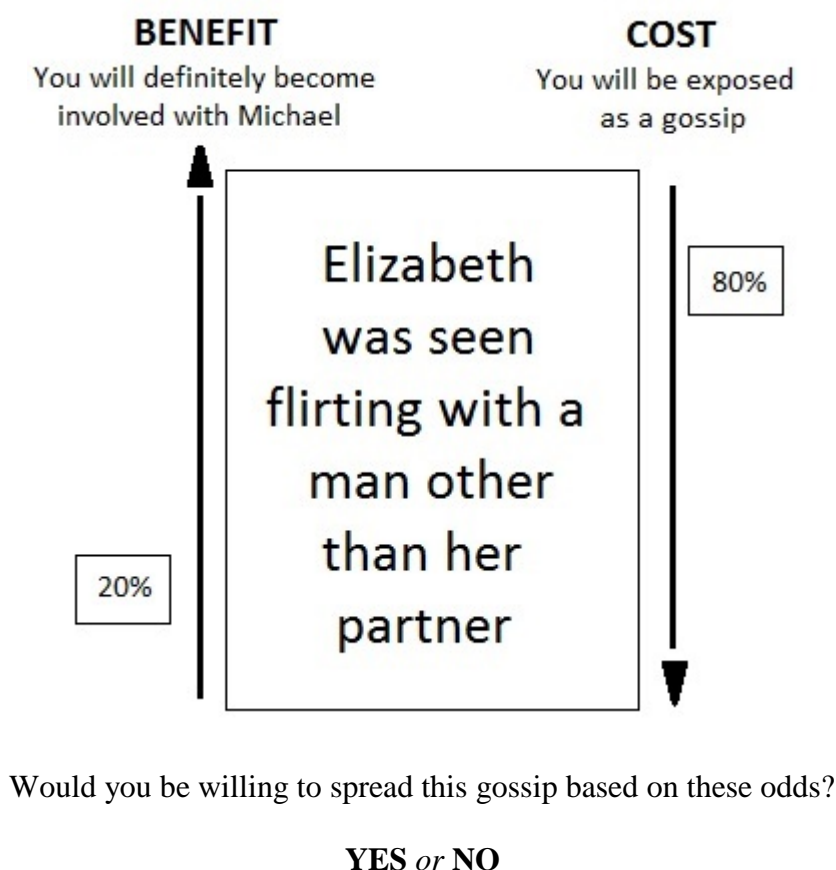 BENEFIT
You will definitely become
involved with Michael
COST
You will be exposed
as a gossip
Elizabeth
was seen
flirting with a
man other
than her
partner
80%
20%
Would you be willing to spread this gossip based on these odds?
YES or NO